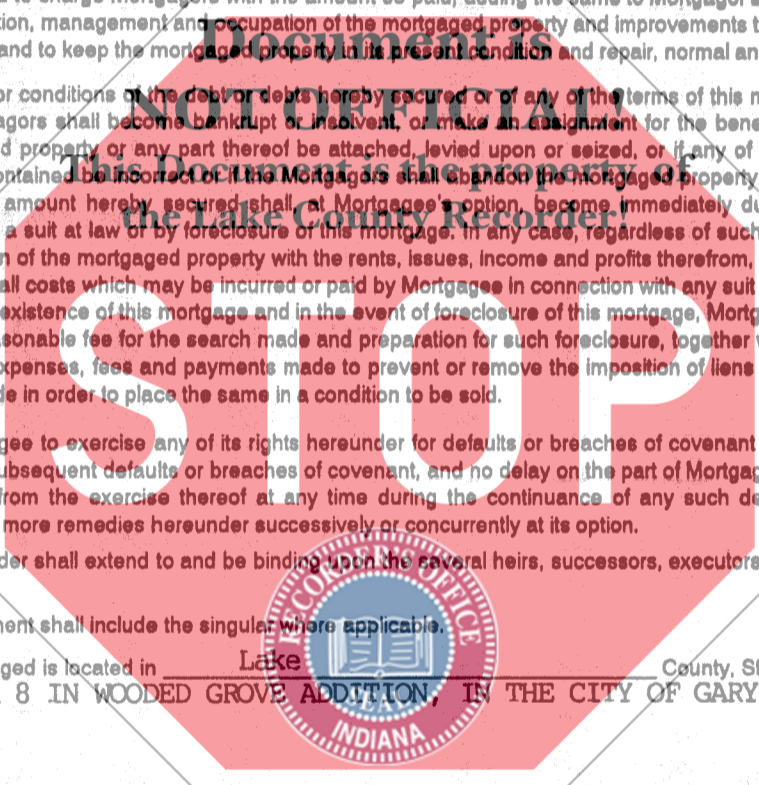 tion, management and occupation of the mortgaged property and improvements t
and to keep the mortgaged property in its present condition and repair, normal an
Document is
or conditions of the debt or debts hereby secured or of any of the terms of this m
NOT OFFICIAL!
agors shall become bankrupt or insolvent, or make an assignment for the bene
d property or any part thereof be attached, levied upon or seized, or if any of
This Document is the property of
ontained be incorrect or if the Mortgagors shall abandon the mortgaged property
amount hereby secured shall, at Mortgagee's option, become immediately du
the Lake County Recorder!
a suit at law or by foreclosure of this mortgage. In any case, regardless of such
n of the mortgaged property with the rents, issues, income and profits therefrom,
all costs which may be incurred or paid by Mortgagee in connection with any suit
existence of this mortgage and in the event of foreclosure of this mortgage, Mortg
sonable fee for the search made and preparation for such foreclosure, together
xpenses, fees and payments made to prevent or remove the imposition of liens
de in order to place the same in a condition to be sold.
STOP
gee to exercise any of its rights hereunder for defaults or breaches of covenant
ubsequent defaults or breaches of covenant, and no delay on the part of Mortgag
from the exercise thereof at any time during the continuance of any such de
more remedies hereunder successively or concurrently at its option.
der shall extend to and be binding upon the several heirs, successors, executors
ment shall include the singular where applicable.
ged is located in Lake County, St
8 IN WOODED GROVE ADDITION, IN THE CITY OF GARY
RECORDER'S OFFICE
SEAL
INDIANA